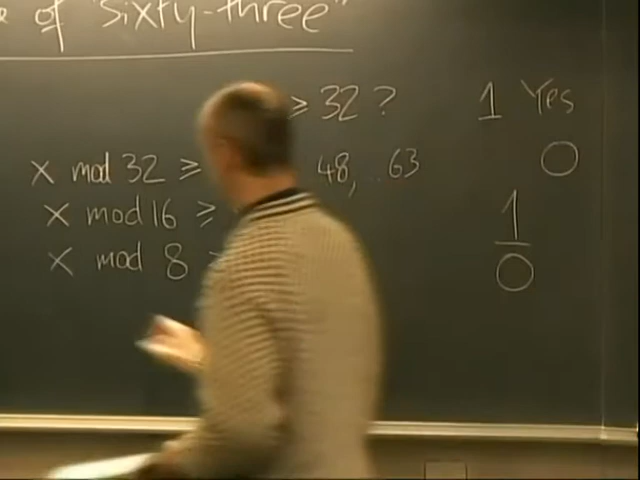 of "sixty-three"
≥ 32 ? 1 Yes
x mod 32 ≥ 48, .. 63 0
x mod 16 ≥ 1
x mod 8 0